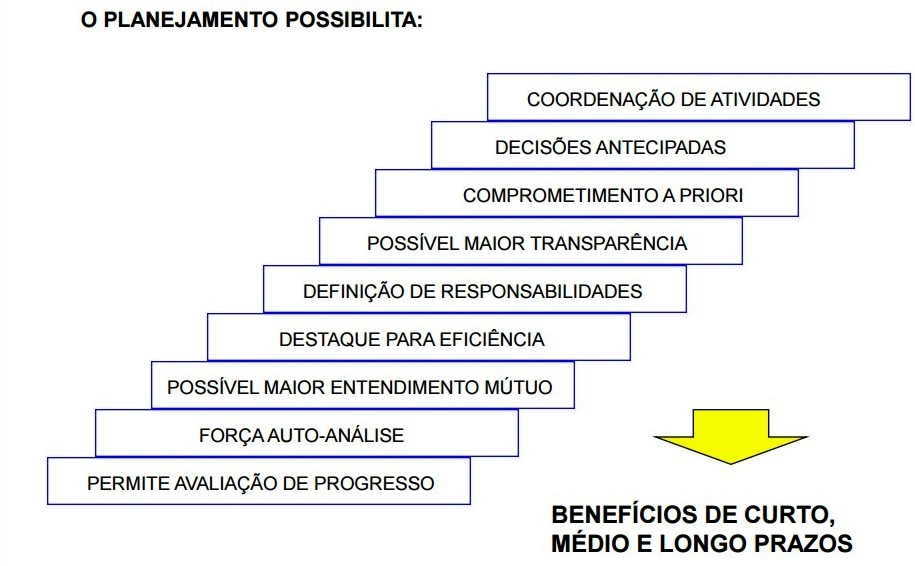 O PLANEJAMENTO POSSIBILITA:
COORDENAÇÃO DE ATIVIDADES
DECISÕES ANTECIPADAS
COMPROMETIMENTO A PRIORI
POSSÍVEL MAIOR TRANSPARÊNCIA
DEFINIÇÃO DE RESPONSABILIDADES
DESTAQUE PARA EFICIÊNCIA
POSSÍVEL MAIOR ENTENDIMENTO MÚTUO
FORÇA AUTO-ANÁLISE
PERMITE AVALIAÇÃO DE PROGRESSO
BENEFÍCIOS DE CURTO,
MÉDIO E LONGO PRAZOS